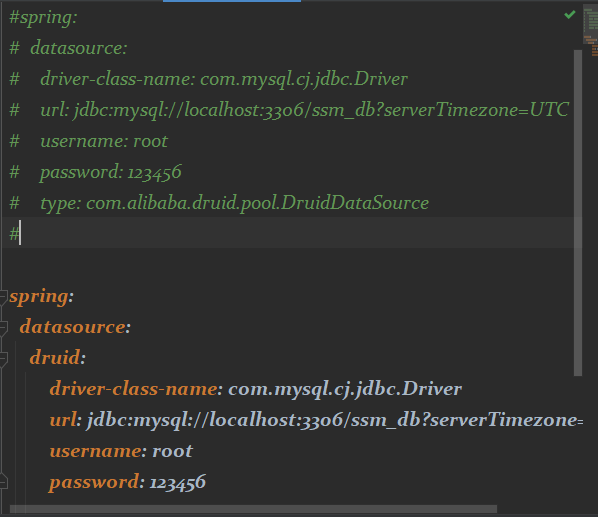 #spring:
#  datasource:
#    driver-class-name: com.mysql.cj.jdbc.Driver
#    url: jdbc:mysql://localhost:3306/ssm_db?serverTimezone=UTC
#    username: root
#    password: 123456
#    type: com.alibaba.druid.pool.DruidDataSource
#
spring:
  datasource:
    druid:
      driver-class-name: com.mysql.cj.jdbc.Driver
      url: jdbc:mysql://localhost:3306/ssm_db?serverTimezone=
      username: root
      password: 123456